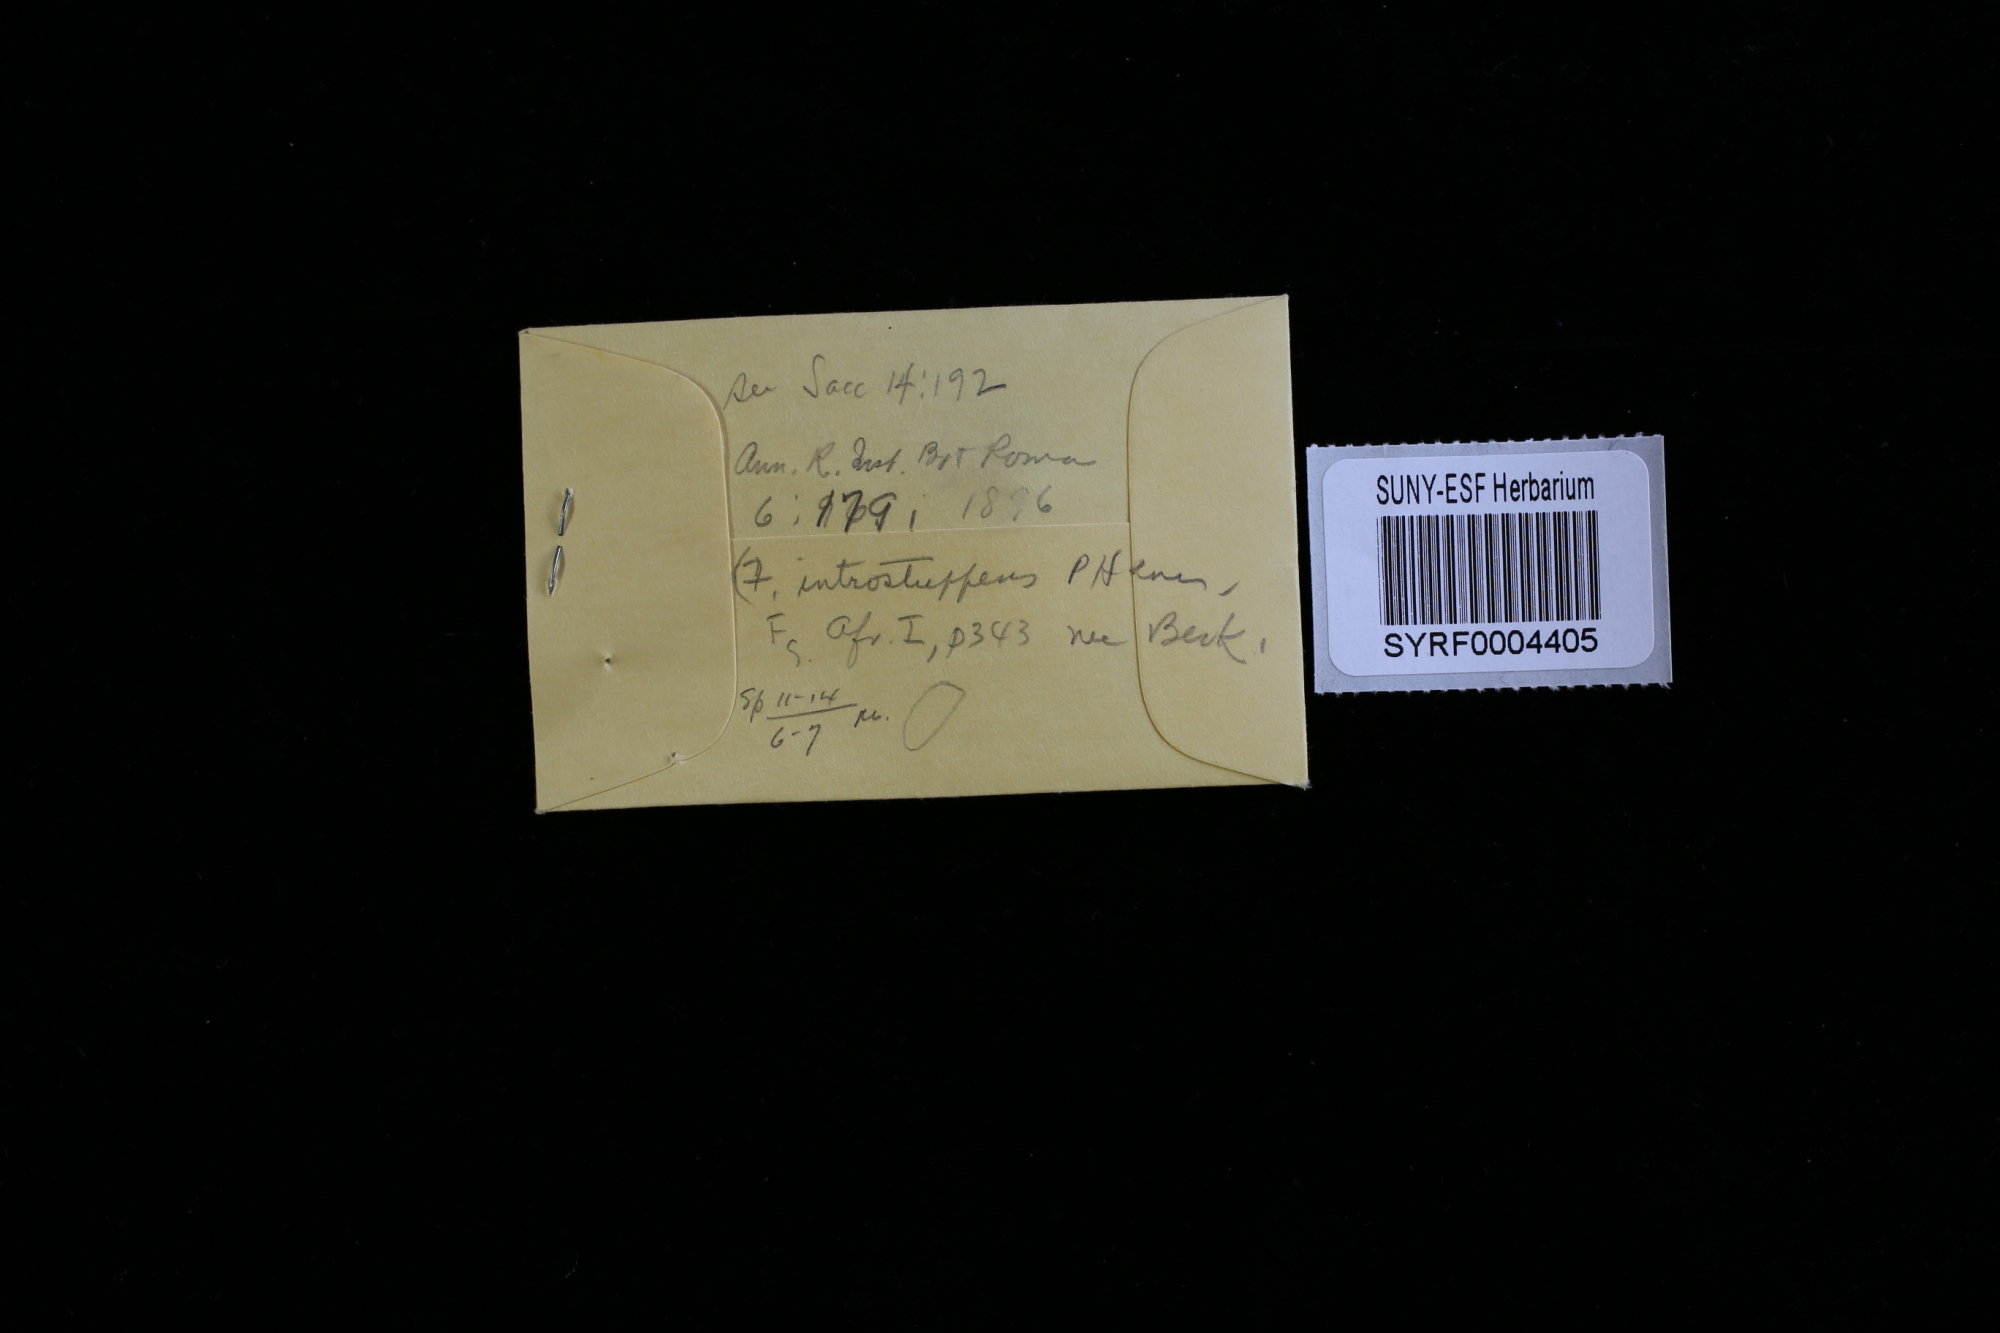 see Sacc 14:192
Ann. R. Inst. Bot Roma
6: 179; 1896
(F. introstuppeus P Henn,
Fg. Afr. I, p343 nec Berk.
Sp 11-14
6-7 µ.
SUNY-ESF Herbarium
SYRF0004405